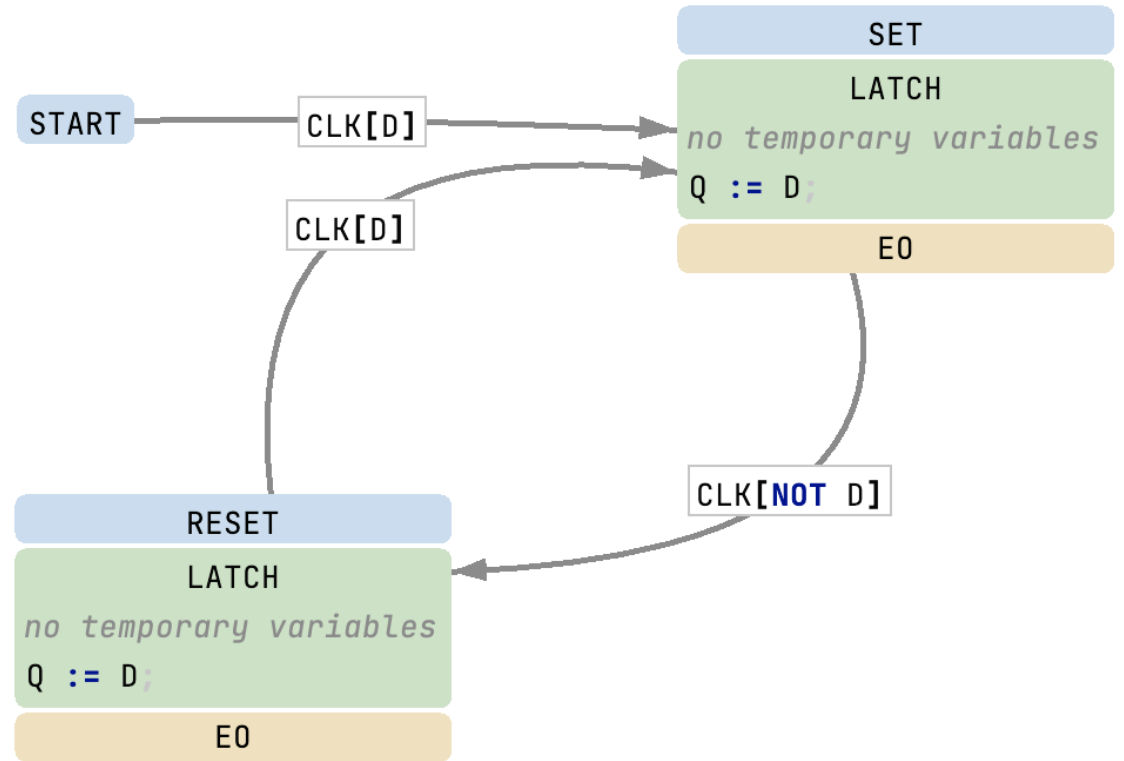 SET
LATCH
START
CLK[D]
no temporary variables
Q := D;
CLK[D]
EO
CLK[NOT D]
RESET
LATCH
no temporary variables
Q := D;
EO